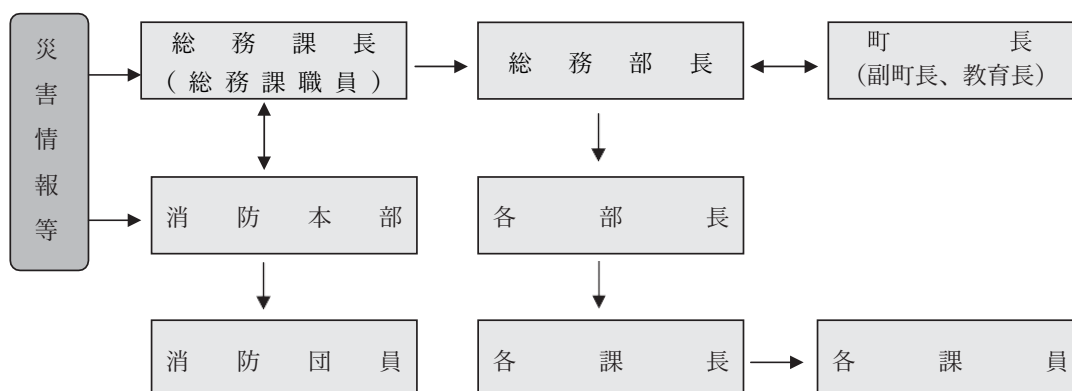 災害情報等
総務課長
(総務課職員)
総務部長
町長
(副町長、教育長)
消防本部
各部長
消防団員
各課長
各課員